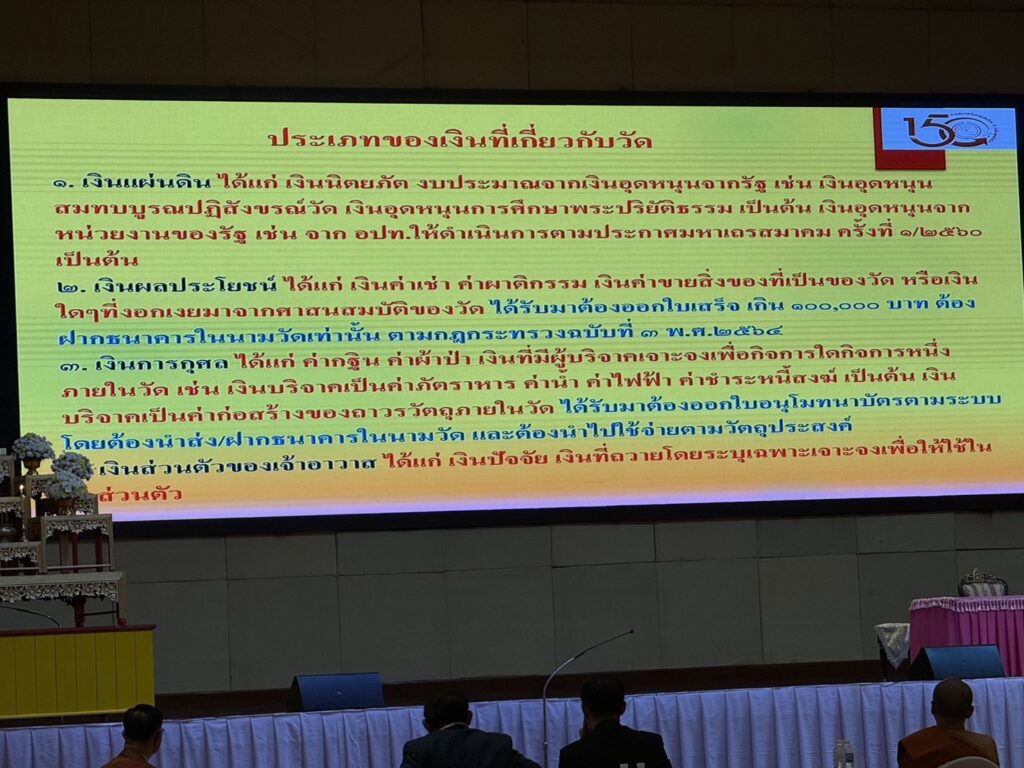 ประเภทของเงินที่เกี่ยวกับวัด
150
๑. เงินแผ่นดิน ได้แก่ เงินนิตยภัต งบประมาณจากเงินอุดหนุนจากรัฐ เช่น เงินอุดหนุน
สมทบบูรณปฏิสังขรณ์วัด เงินอุดหนุนการศึกษาพระปริยัติธรรม เป็นต้น เงินอุดหนุนจาก
หน่วยงานของรัฐ เช่น จาก อปท.ให้ดำเนินการตามประกาศมหาเถรสมาคม ครั้งที่ ๑/๒๕๖๐
เป็นต้น
๒. เงินผลประโยชน์ ได้แก่ เงินค่าเช่า ค่าผาติกรรม เงินค่าขายสิ่งของที่เป็นของวัด หรือเงิน
ใดๆที่งอกเงยมาจากศาสนสมบัติของวัด ได้รับมาต้องออกใบเสร็จ เกิน ๑๐๐,๐๐๐ บาท ต้อง
ฝากธนาคารในนามวัดเท่านั้น ตามกฎกระทรวงฉบับที่ ๓ พ.ศ.๒๕๖๔
๓. เงินการกุศล ได้แก่ ค่ากฐิน ค่าผ้าป่า เงินที่มีผู้บริจาคเจาะจงเพื่อกิจการใดกิจการหนึ่ง
ภายในวัด เช่น เงินบริจาคเป็นค่าภัตราหาร ค่าน้ำ ค่าไฟฟ้า ค่าชำระหนี้สงฆ์ เป็นต้น เงิน
บริจาคเป็นค่าก่อสร้างของถาวรวัตถุภายในวัด ได้รับมาต้องออกใบอนุโมทนาบัตรตามระบบ
โดยต้องนำส่ง/ฝากธนาคารในนามวัด และต้องนำไปใช้จ่ายตามวัตถุประสงค์
เงินส่วนตัวของเจ้าอาวาส ได้แก่ เงินปัจจัย เงินที่ถวายโดยระบุเฉพาะเจาะจงเพื่อให้ใช้ใน
ส่วนตัว